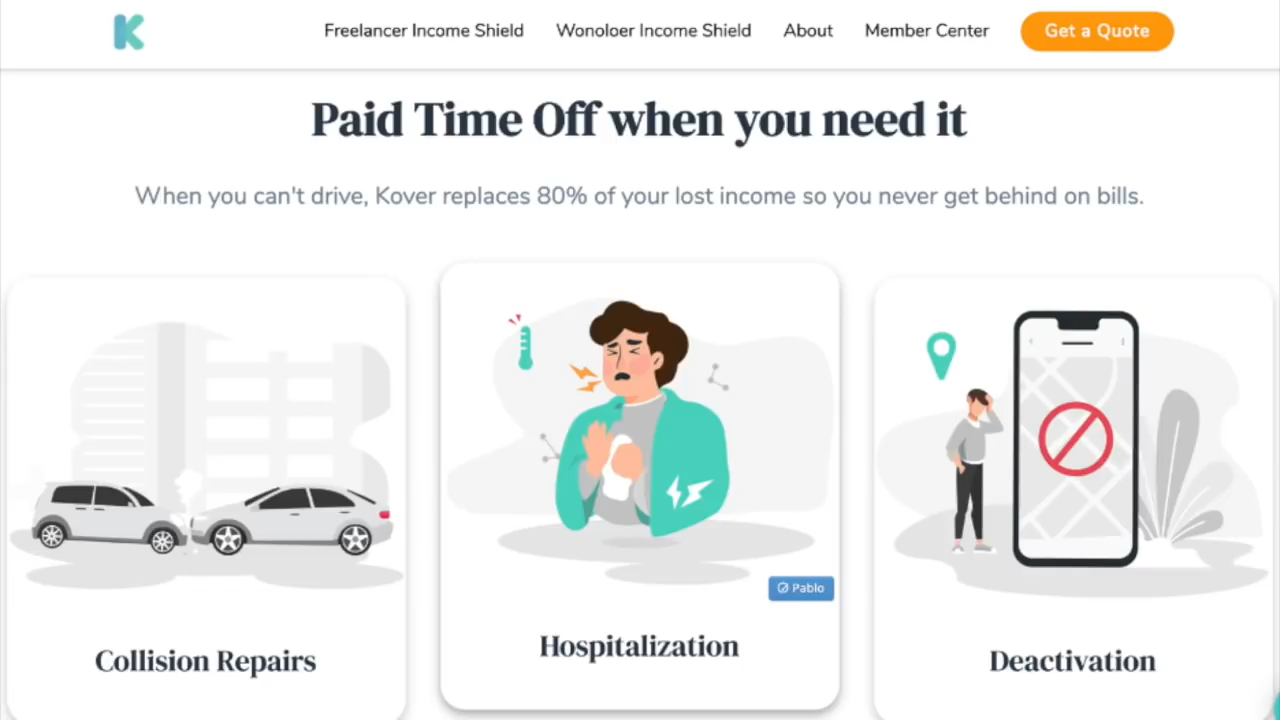 K
Freelancer Income Shield Wonoloer Income Shield About Member Center Get a Quote
Paid Time Off when you need it
When you can't drive, Kover replaces 80% of your lost income so you never get behind on bills.
Pablo
Hospitalization
Collision Repairs
Deactivation